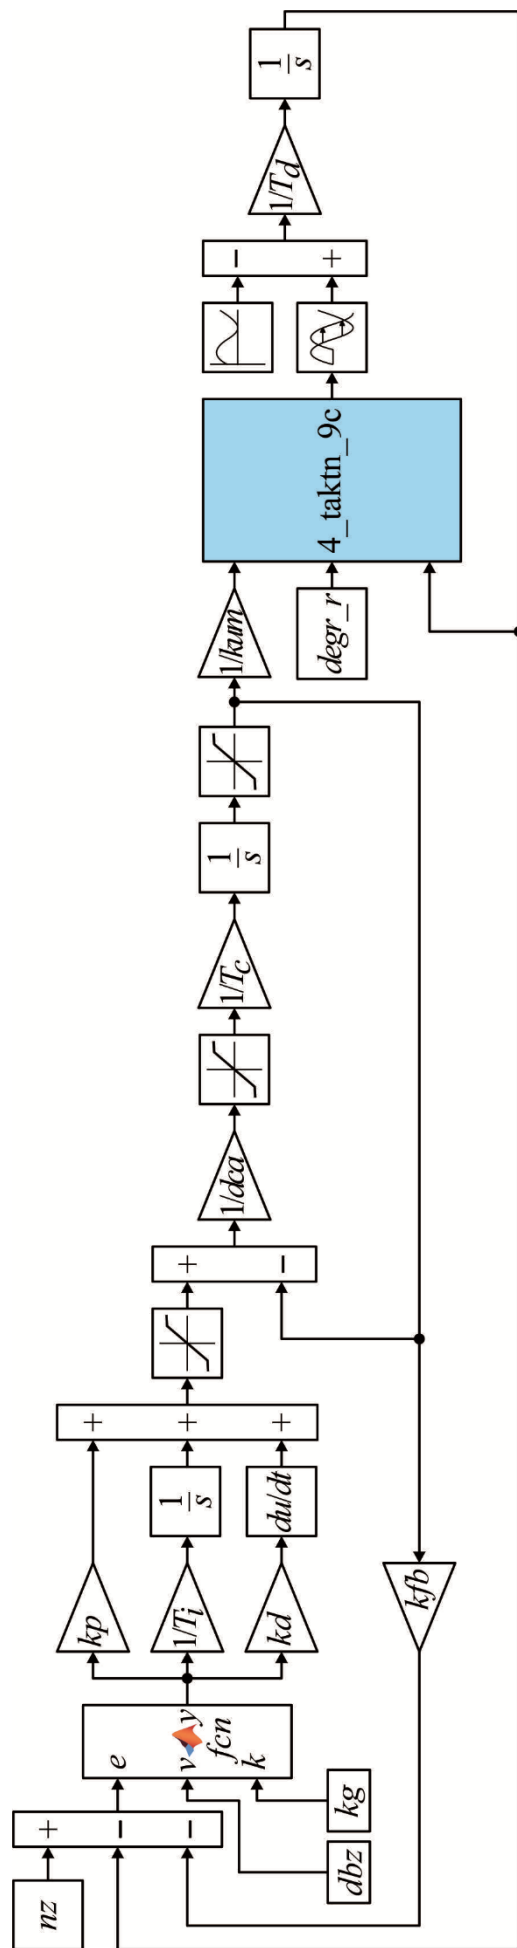 nz
+
−
−
dbz
kg
e
v
y
fcn
k
kp
1/Ti
kd
1/s
du/dt
+
+
+
+
−
1/dca
1/Tc
1/s
1/kum
degr_r
4_taktn_9c
−
+
1/Td
1/s
kfb